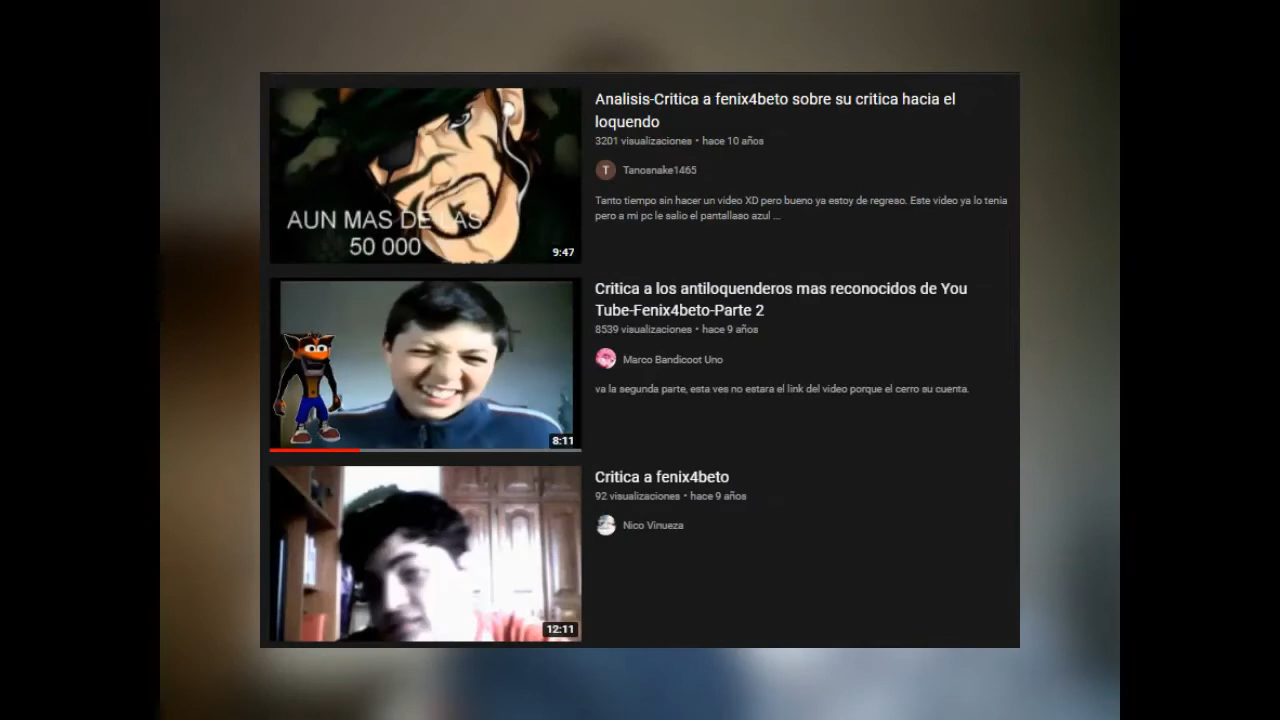 Analisis-Critica a fenix4beto sobre su critica hacia el
loquendo
3201 visualizaciones • hace 10 años
T
Tanosnake1465
Tanto tiempo sin hacer un video XD pero bueno ya estoy de regreso. Este video ya lo tenia
pero a mi pc le salio el pantallaso azul ...
AUN MAS DE LAS
50 000
9:47
Critica a los antiloquenderos mas reconocidos de You
Tube-Fenix4beto-Parte 2
8539 visualizaciones • hace 9 años
Marco Bandicoot Uno
va la segunda parte, esta ves no estara el link del video porque el cerro su cuenta.
8:11
Critica a fenix4beto
92 visualizaciones • hace 9 años
Nico Vinueza
12:11